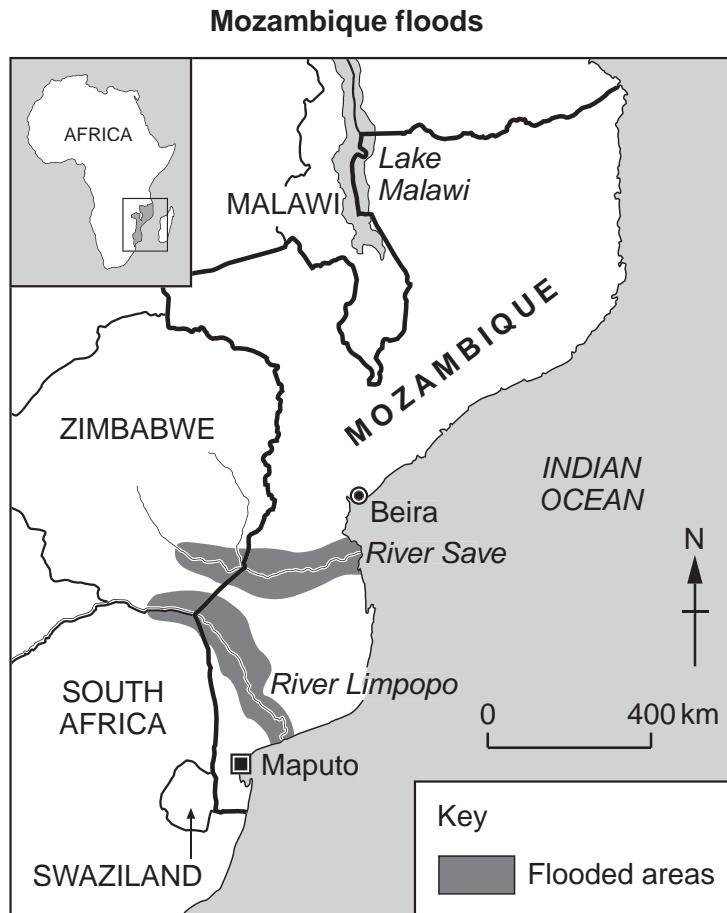 Mozambique floods
AFRICA
Lake
Malawi
MALAWI
MOZAMBIQUE
ZIMBABWE
INDIAN
OCEAN
Beira
River Save
N
River Limpopo
SOUTH
AFRICA
0 400 km
Maputo
Key
SWAZILAND
Flooded areas